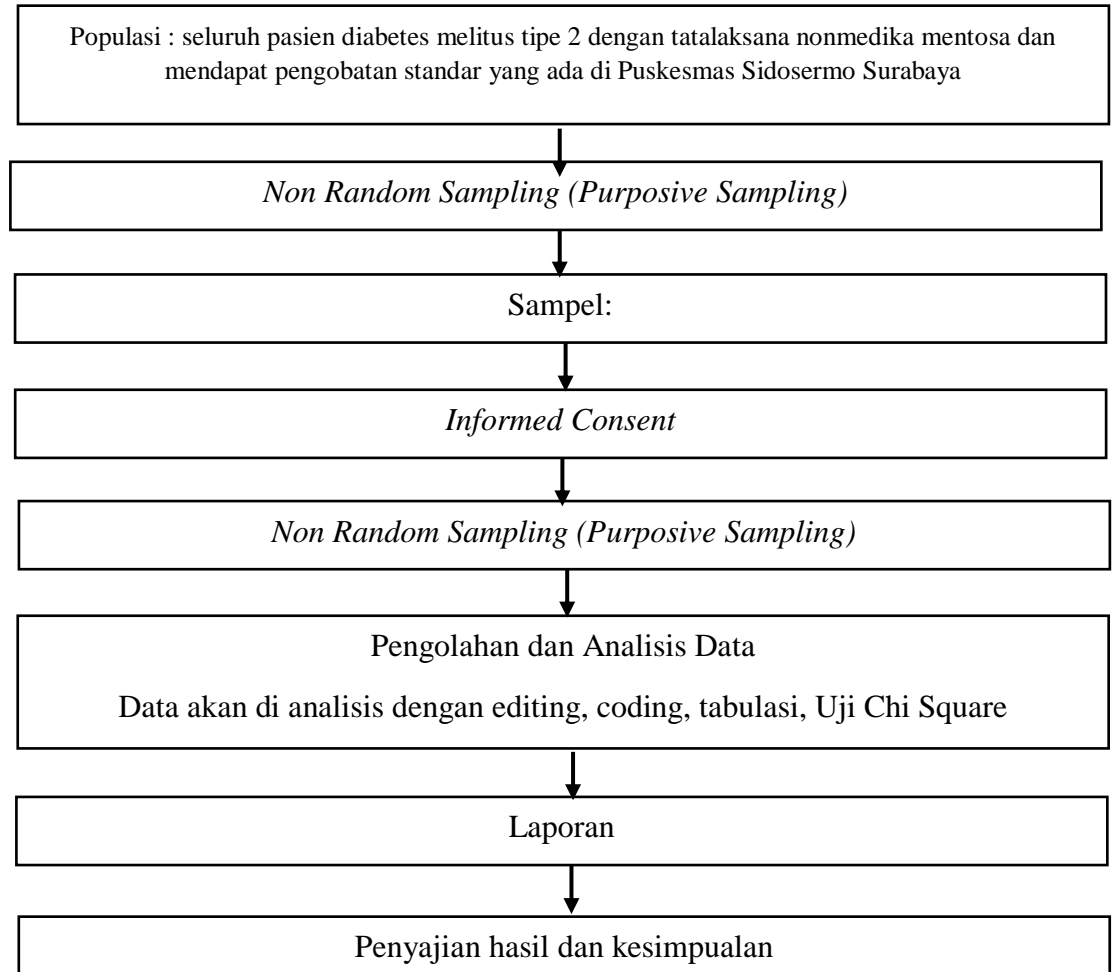 Populasi : seluruh pasien diabetes melitus tipe 2 dengan tatalaksana nonmedika mentosa dan
mendapat pengobatan standar yang ada di Puskesmas Sidosermo Surabaya
Non Random Sampling (Purposive Sampling)
Sampel:
Informed Consent
Non Random Sampling (Purposive Sampling)
Pengolahan dan Analisis Data
Data akan di analisis dengan editing, coding, tabulasi, Uji Chi Square
Laporan
Penyajian hasil dan kesimpualan